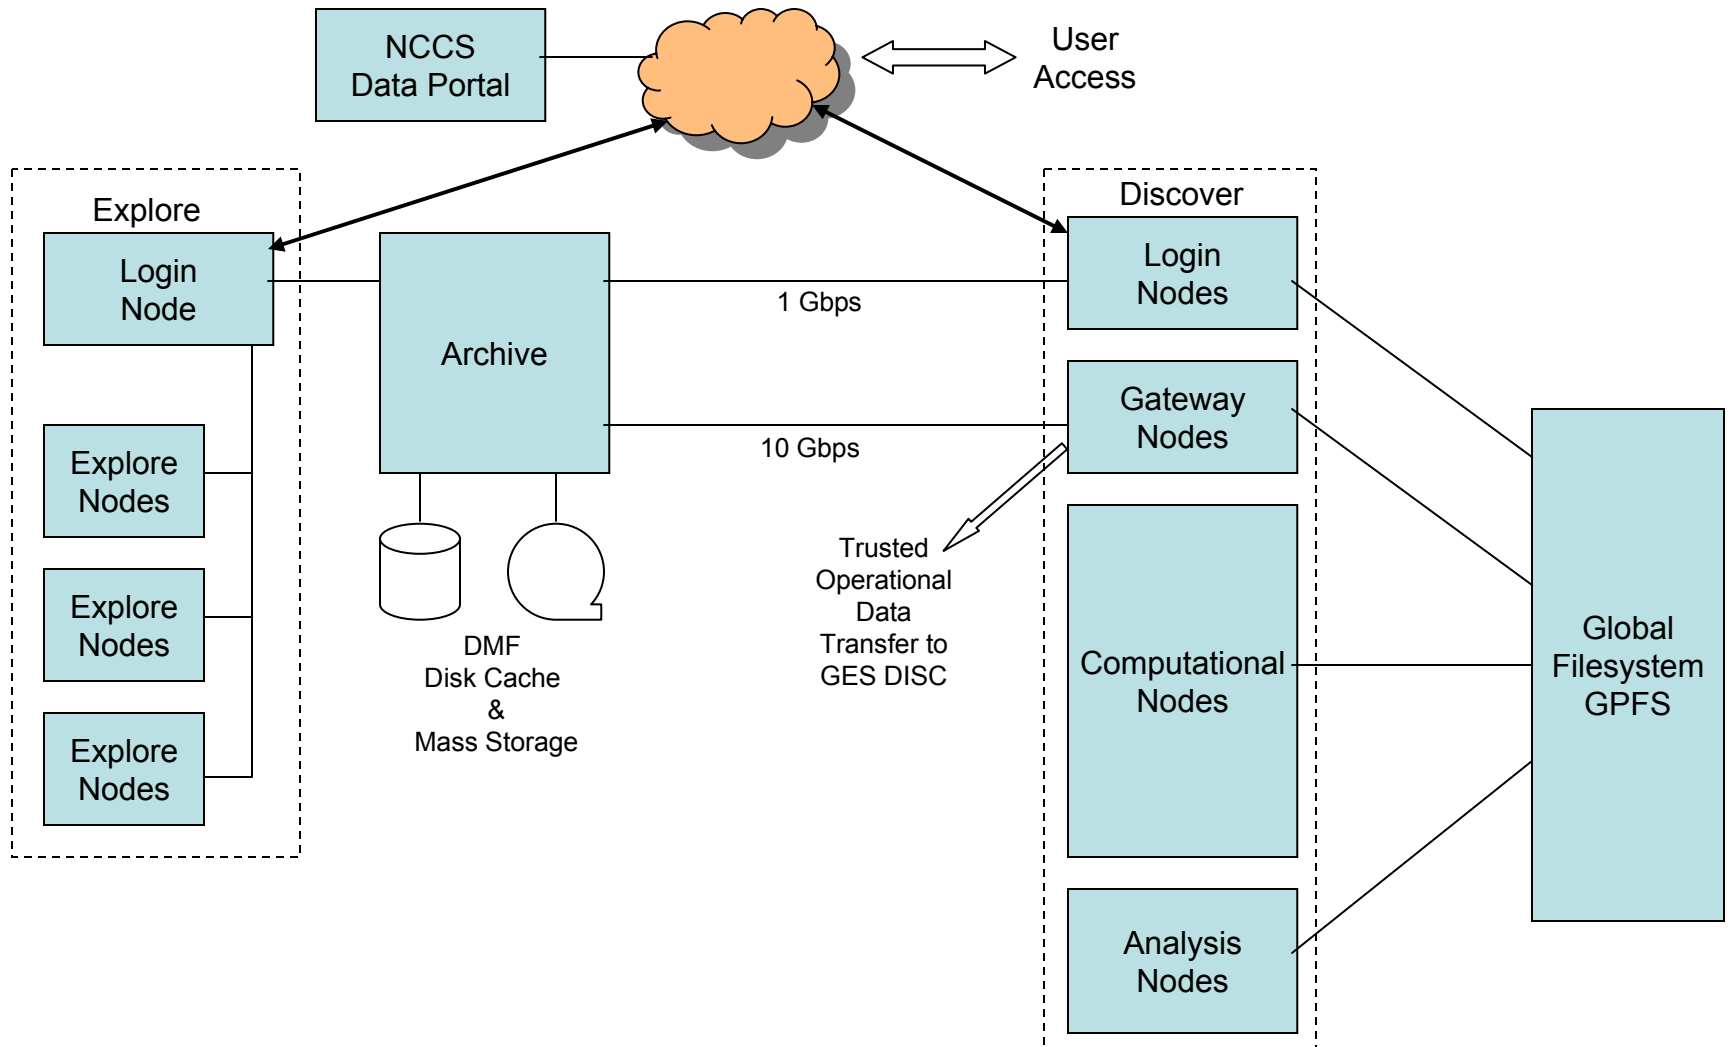 NCCS
Data Portal
User
Access
Explore
Login
Node
Explore
Nodes
Explore
Nodes
Explore
Nodes
Archive
DMF
Disk Cache
&
Mass Storage
1 Gbps
10 Gbps
Trusted
Operational
Data
Transfer to
GES DISC
Discover
Login
Nodes
Gateway
Nodes
Computational
Nodes
Analysis
Nodes
Global
Filesystem
GPFS